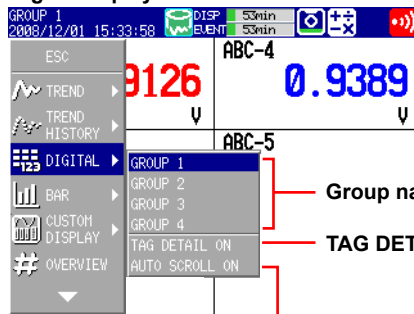 GROUP 1
2008/12/01 15:33:58
DISP 53min
EVENT 53min
ABC-4
9126
0.9389
V
V
ESC
TREND
TREND HISTORY
DIGITAL
BAR
CUSTOM DISPLAY
OVERVIEW
ABC-5
GROUP 1
GROUP 2
GROUP 3
GROUP 4
TAG DETAIL ON
AUTO SCROLL ON
Group na
TAG DET